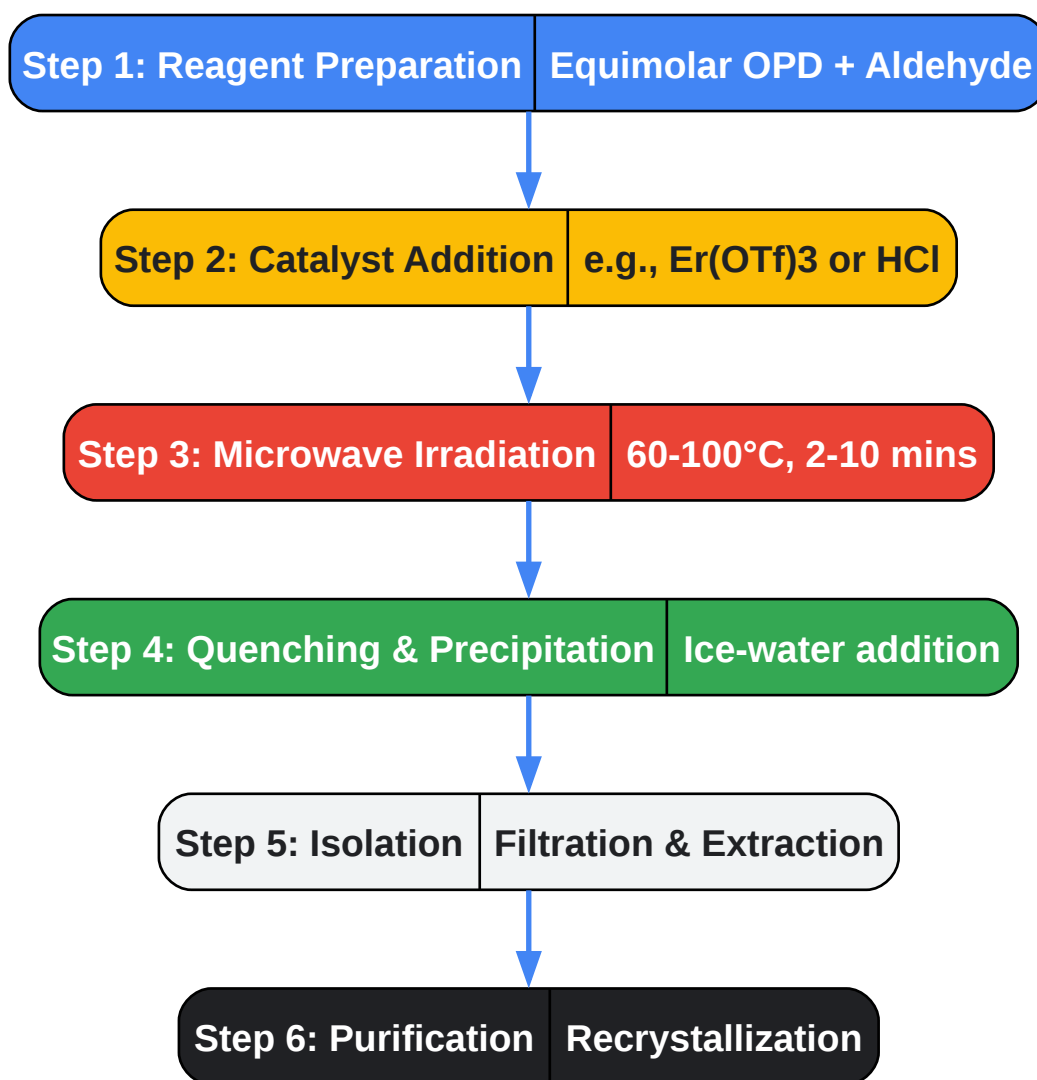 Step 1: Reagent Preparation Equimolar OPD + Aldehyde
Step 2: Catalyst Addition e.g., Er(OTf)3 or HCl
Step 3: Microwave Irradiation 60-100°C, 2-10 mins
Step 4: Quenching & Precipitation Ice-water addition
Step 5: Isolation Filtration & Extraction
Step 6: Purification Recrystallization